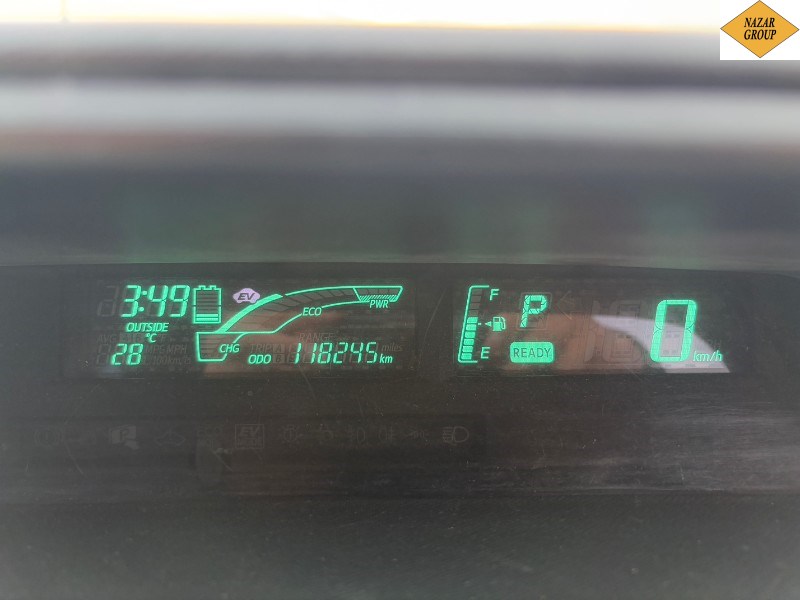 NAZAR
GROUP
3:49
EV
ECO
PWR
OUTSIDE
°C
28
CHG
ODO 118245 km
F
E
P
READY
0 km/h